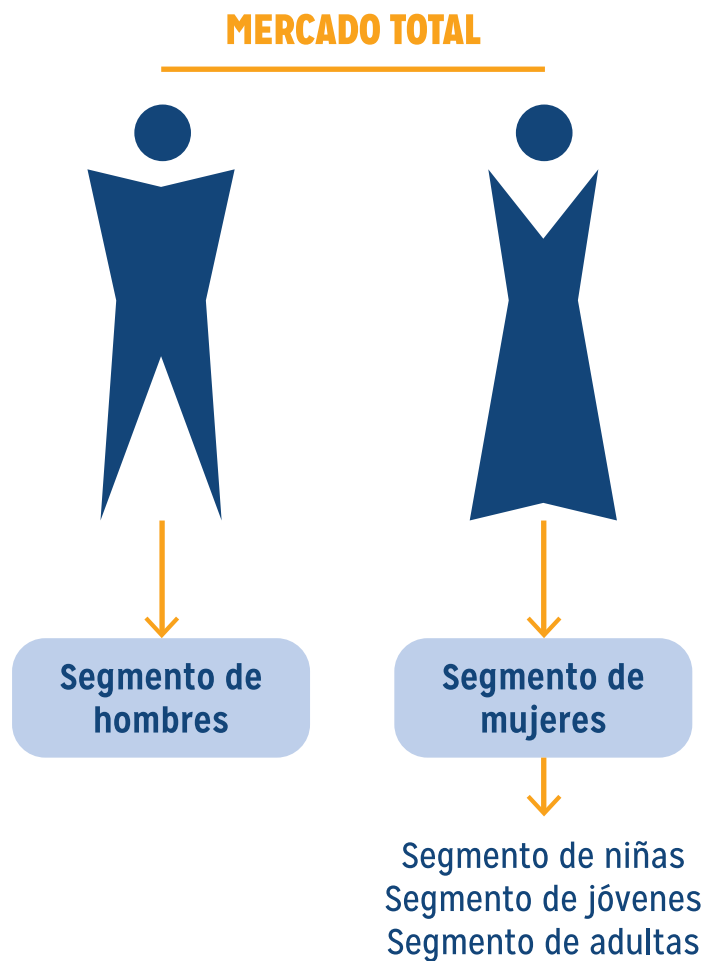 MERCADO TOTAL
Segmento de
hombres
Segmento de
mujeres
Segmento de niñas
Segmento de jóvenes
Segmento de adultas